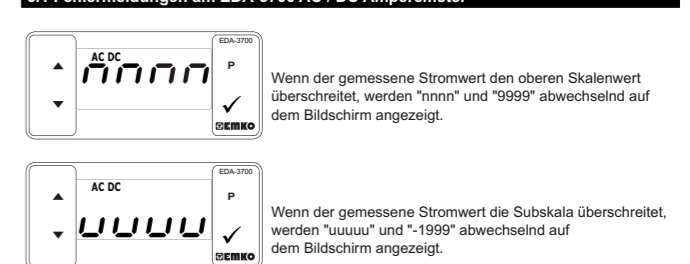 EDA-3700
AC DC
nnnn
P
EMKO
Wenn der gemessene Stromwert den oberen Skalenwert
überschreitet, werden "nnnn" und "9999" abwechselnd auf
dem Bildschirm angezeigt.
EDA-3700
AC DC
uuuu
P
EMKO
Wenn der gemessene Stromwert die Subskala überschreitet,
werden "uuuuu" und "-1999" abwechselnd auf
dem Bildschirm angezeigt.